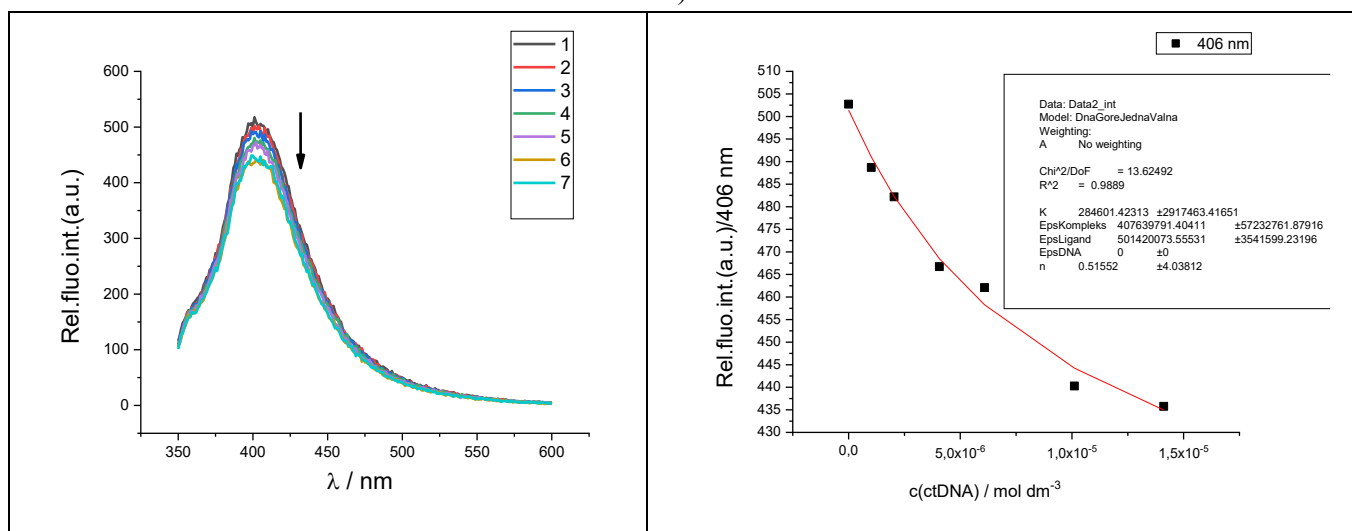 )
1
2
3
4
5
6
7
600
500
400
300
200
100
0
Rel.fluo.int.(a.u.)
350
400
450
500
550
600
λ / nm
406 nm
510
505
500
495
490
485
480
475
470
465
460
455
450
445
440
435
430
Rel.fluo.int.(a.u.)/406 nm
Data: Data2_int
Model: DnaGoreJednaValna
Weighting:
A No weighting
Chi^2/DoF = 13.62492
R^2 = 0.9889
K 284601.42313 ±2917463.41651
EpsKompleks 407639791.40411 ±57232761.87916
EpsLigand 501420073.55531 ±3541599.23196
EpsDNA 0 ±0
n 0.51552 ±4.03812
0,0
5,0x10⁻⁶
1,0x10⁻⁵
1,5x10⁻⁵
c(ctDNA) / mol dm⁻³